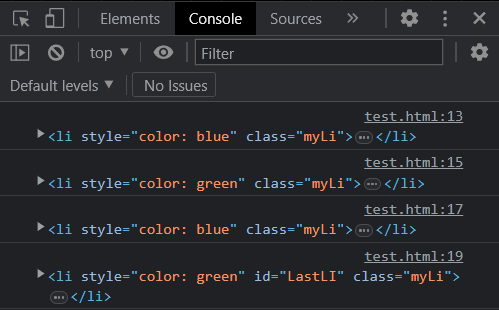 Elements Console Sources »
top ▼ Filter
Default levels ▼ No Issues
test.html:13
▶<li style="color: blue" class="myLi">…</li>
test.html:15
▶<li style="color: green" class="myLi">…</li>
test.html:17
▶<li style="color: blue" class="myLi">…</li>
test.html:19
▶<li style="color: green" id="LastLI" class="myLi">
…</li>